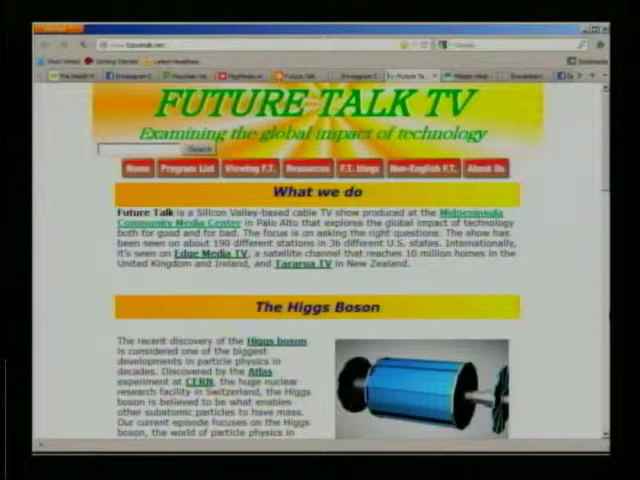 FUTURE TALK TV
Examining the global impact of technology
Search
Home Program List Viewing F.T. Resources F.T. blogs Non-English F.T. About Us
What we do
Future Talk is a Silicon Valley-based cable TV show produced at the Midpeninsula
Community Media Center in Palo Alto that explores the global impact of technology
both for good and for bad. The focus is on asking the right questions. The show has
been seen on about 190 different stations in 36 different U.S. states. Internationally,
it's seen on Edge Media TV, a satellite channel that reaches 10 million homes in the
United Kingdom and Ireland, and Tararua TV in New Zealand.
The Higgs Boson
The recent discovery of the Higgs boson
is considered one of the biggest
developments in particle physics in
decades. Discovered by the Atlas
experiment at CERN, the huge nuclear
research facility in Switzerland, the Higgs
boson is believed to be what enables
other subatomic particles to have mass.
Our current episode focuses on the Higgs
boson, the world of particle physics in